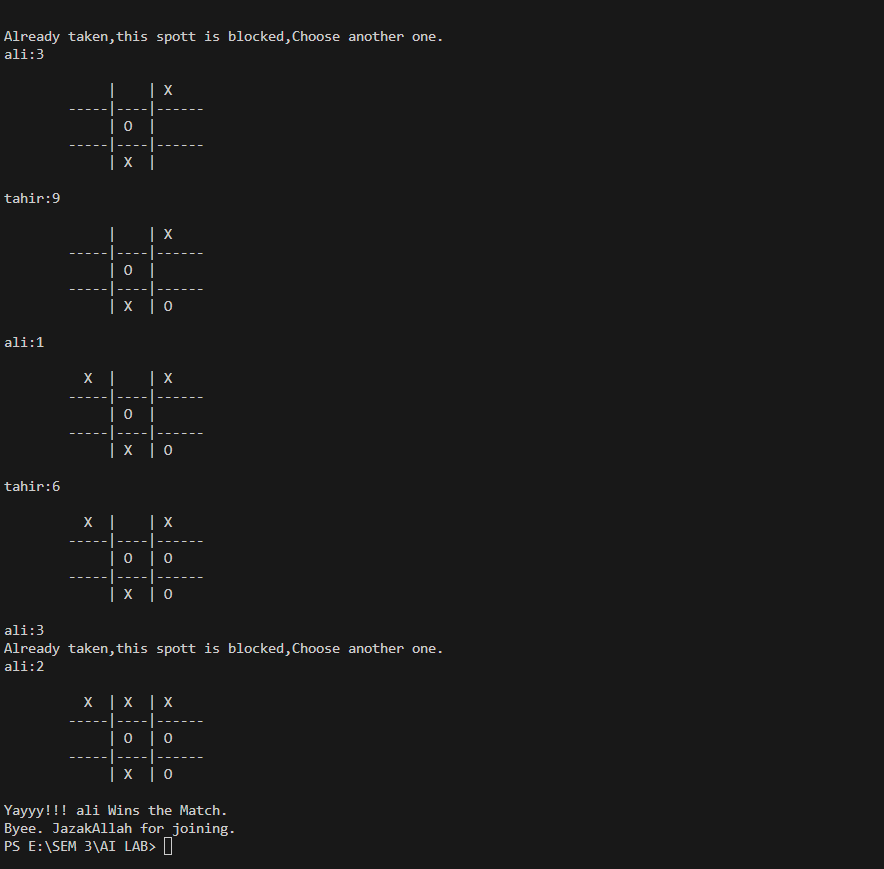 Already taken,this spott is blocked,Choose another one.
ali:3
     |    | X
-----|----|------
     | O  |
-----|----|------
     | X  |
tahir:9
     |    | X
-----|----|------
     | O  |
-----|----|------
     | X  | O
ali:1
  X  |    | X
-----|----|------
     | O  |
-----|----|------
     | X  | O
tahir:6
  X  |    | X
-----|----|------
     | O  | O
-----|----|------
     | X  | O
ali:3
Already taken,this spott is blocked,Choose another one.
ali:2
  X  | X  | X
-----|----|------
     | O  | O
-----|----|------
     | X  | O
Yayyy!!! ali Wins the Match.
Byee. JazakAllah for joining.
PS E:\SEM 3\AI LAB>